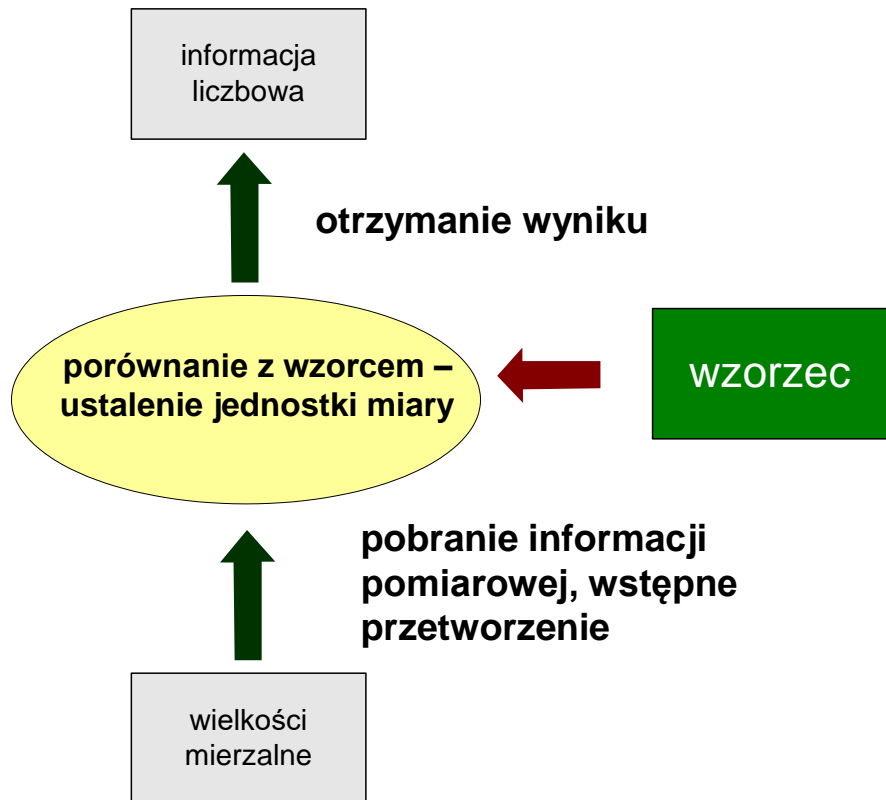 informacja
liczbowa
otrzymanie wyniku
porównanie z wzorcem –
ustalenie jednostki miary
wzorzec
pobranie informacji
pomiarowej, wstępne
przetworzenie
wielkości
mierzalne